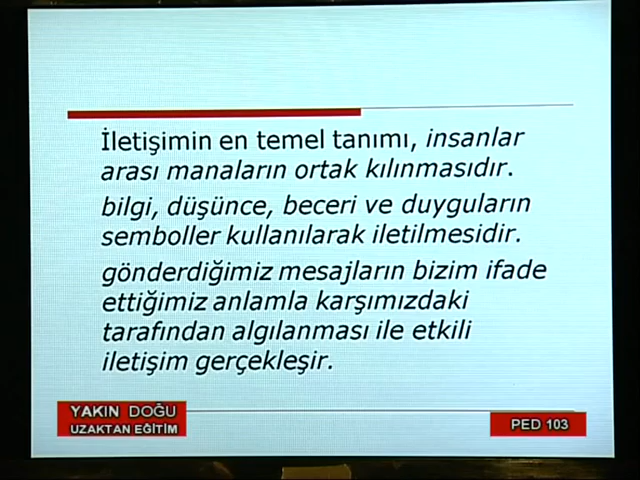 İletişimin en temel tanımı, insanlar
arası manaların ortak kılınmasıdır.
bilgi, düşünce, beceri ve duyguların
semboller kullanılarak iletilmesidir.
gönderdiğimiz mesajların bizim ifade
ettiğimiz anlamla karşımızdaki
tarafından algılanması ile etkili
iletişim gerçekleşir.
YAKIN DOĞU
UZAKTAN EĞİTİM
PED 103